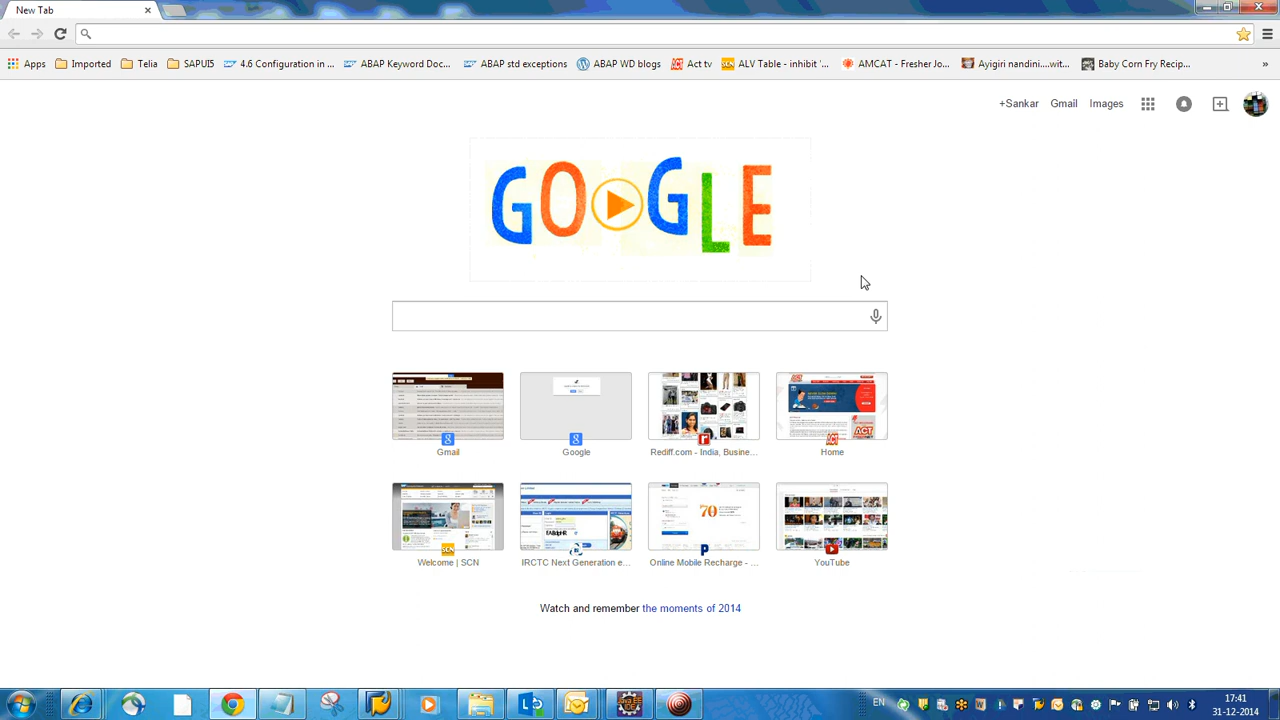 New Tab
Apps Imported Telia SAPUI5 4.6 Configuration in ... ABAP Keyword Doc... ABAP std exceptions ABAP WD blogs Act tv ALV Table - inhibit '... AMCAT - Fresher Jo... Ayigiri nandini....wit... Baby Corn Fry Recip... »
+Sankar Gmail Images
GOOGLE
Gmail Google Rediff.com - India, Busine... Home
Welcome | SCN IRCTC Next Generation e... Online Mobile Recharge - ... YouTube
Watch and remember the moments of 2014
EN 17:41
31-12-2014